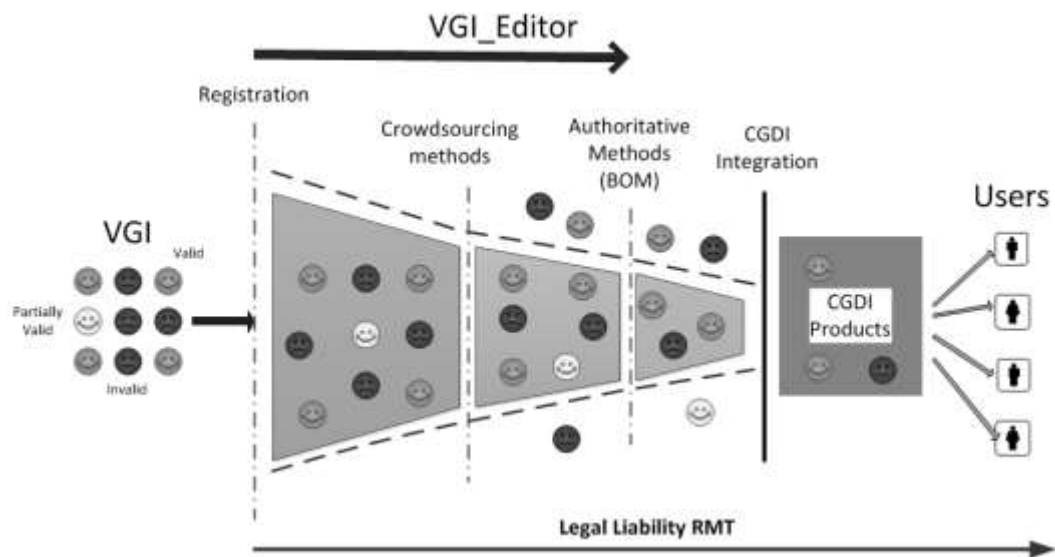 VGI_Editor
Registration
Crowdsourcing
methods
Authoritative
Methods
(BOM)
CGDI
Integration
Users
VGI
Valid
Partially
Valid
Invalid
CGDI
Products
Legal Liability RMT